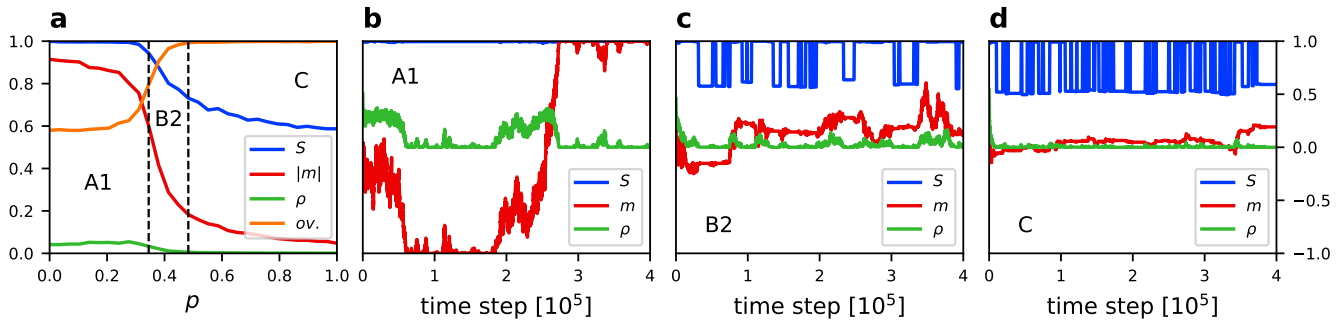 a
1.0
0.8
0.6
0.4
0.2
0.0
A1
B2
C
S
|m|
ρ
ov.
0.0 0.2 0.4 0.6 0.8 1.0
p
b
A1
S
m
ρ
0 1 2 3 4
time step [10⁵]
c
B2
S
m
ρ
0 1 2 3 4
time step [10⁵]
d
C
S
m
ρ
0 1 2 3 4
time step [10⁵]
1.0
0.5
0.0
−0.5
−1.0